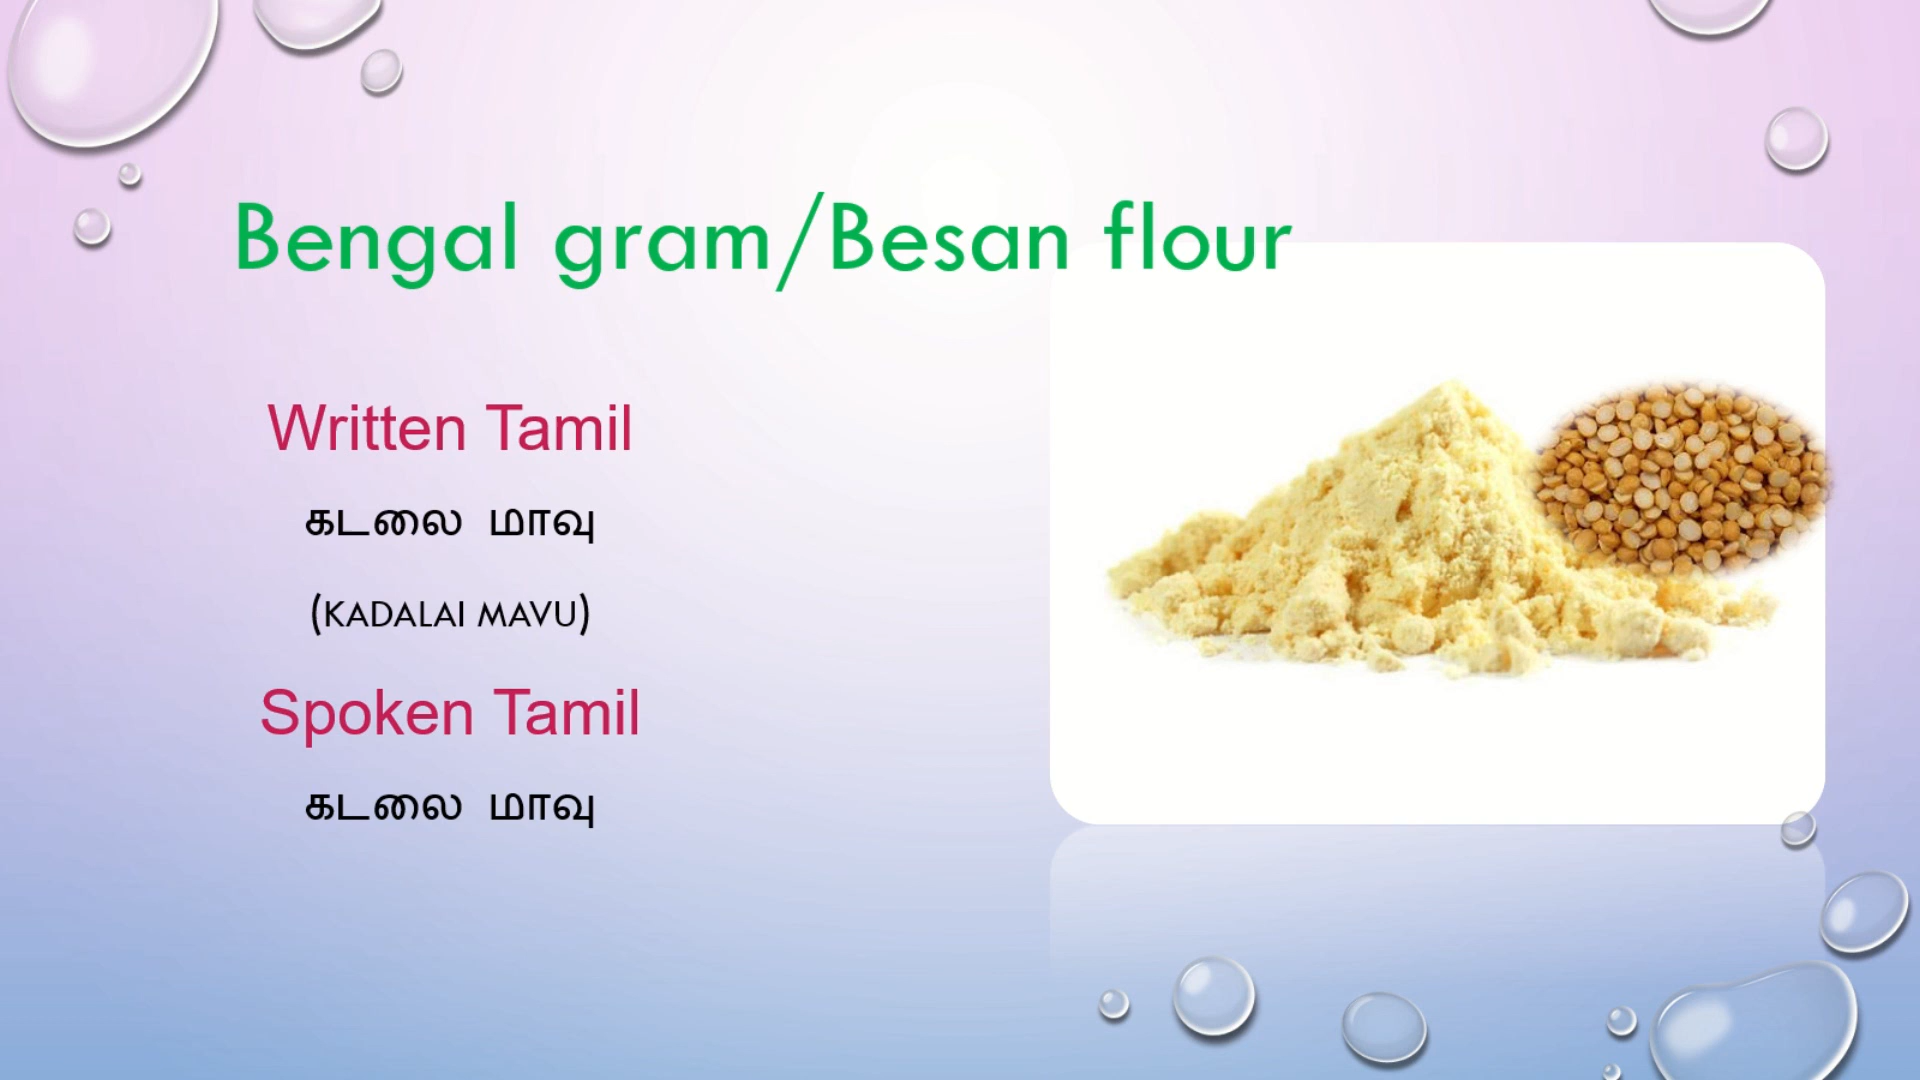 Bengal gram/Besan flour
Written Tamil
கடலை மாவு
(KADALAI MAVU)
Spoken Tamil
கடலை மாவு